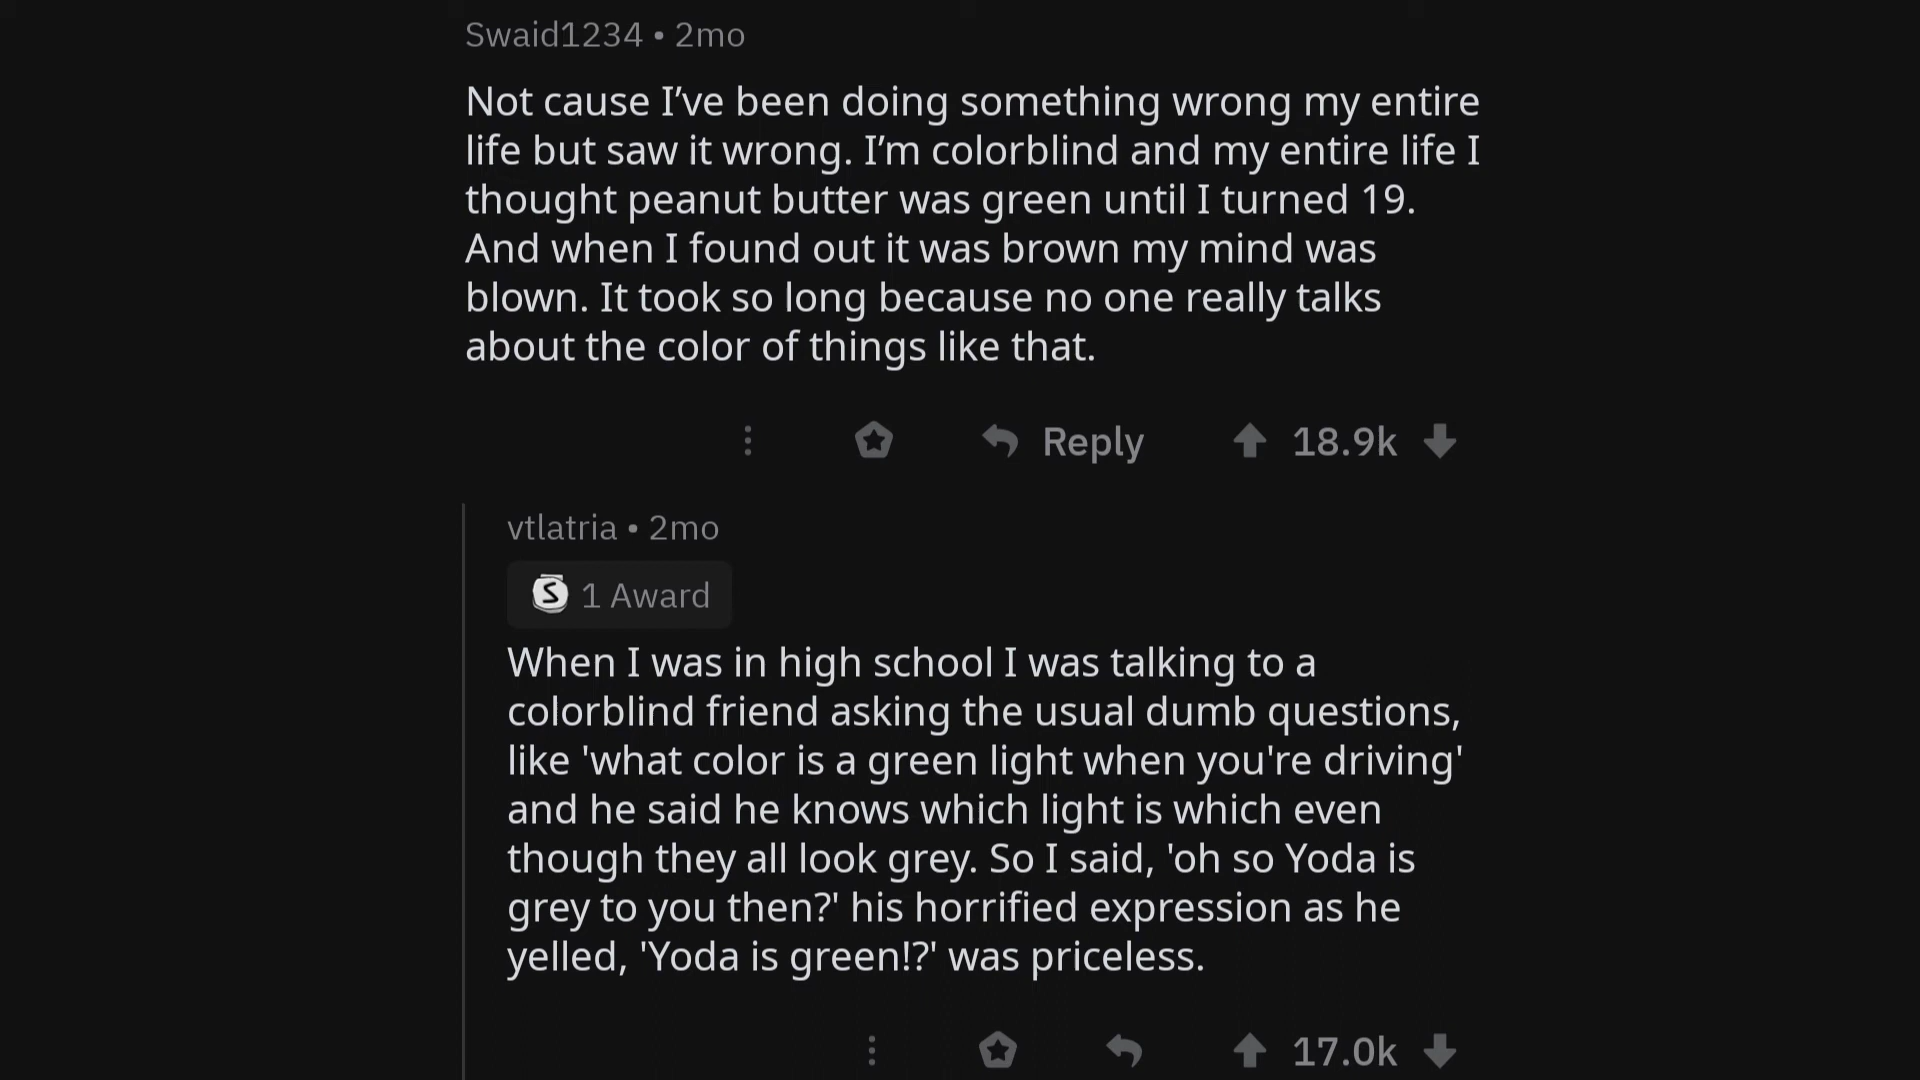 Swaid1234 • 2mo
Not cause I’ve been doing something wrong my entire
life but saw it wrong. I’m colorblind and my entire life I
thought peanut butter was green until I turned 19.
And when I found out it was brown my mind was
blown. It took so long because no one really talks
about the color of things like that.
Reply 18.9k
vtlatria • 2mo
S 1 Award
When I was in high school I was talking to a
colorblind friend asking the usual dumb questions,
like 'what color is a green light when you're driving'
and he said he knows which light is which even
though they all look grey. So I said, 'oh so Yoda is
grey to you then?' his horrified expression as he
yelled, 'Yoda is green!?' was priceless.
17.0k